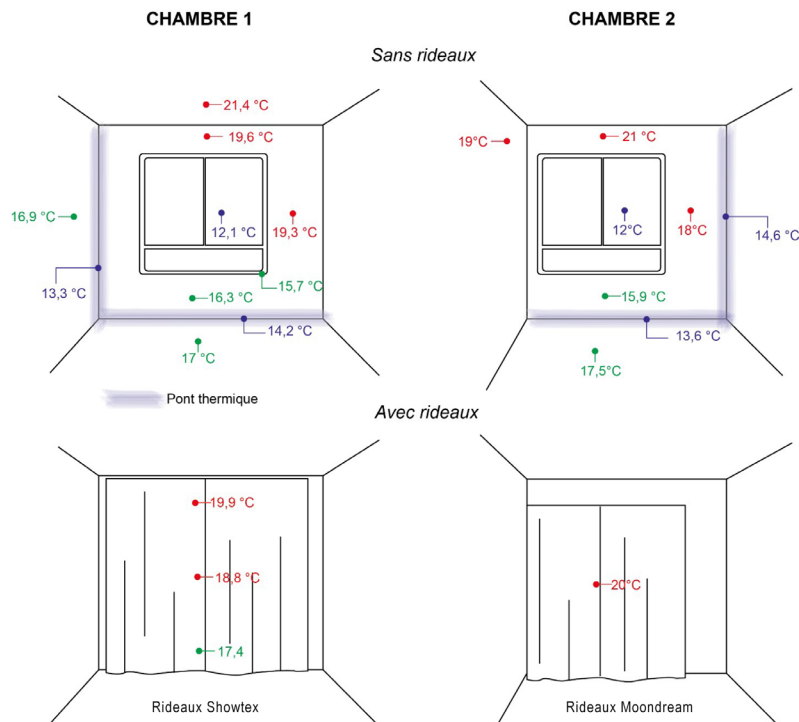 CHAMBRE 1
CHAMBRE 2
Sans rideaux
21,4 °C
19,6 °C
16,9 °C
12,1 °C
19,3 °C
13,3 °C
15,7 °C
16,3 °C
14,2 °C
17 °C
19°C
21 °C
12°C
18°C
14,6 °C
15,9 °C
13,6 °C
17,5°C
Pont thermique
Avec rideaux
19,9 °C
18,8 °C
17,4
20°C
Rideaux Showtex
Rideaux Moondream